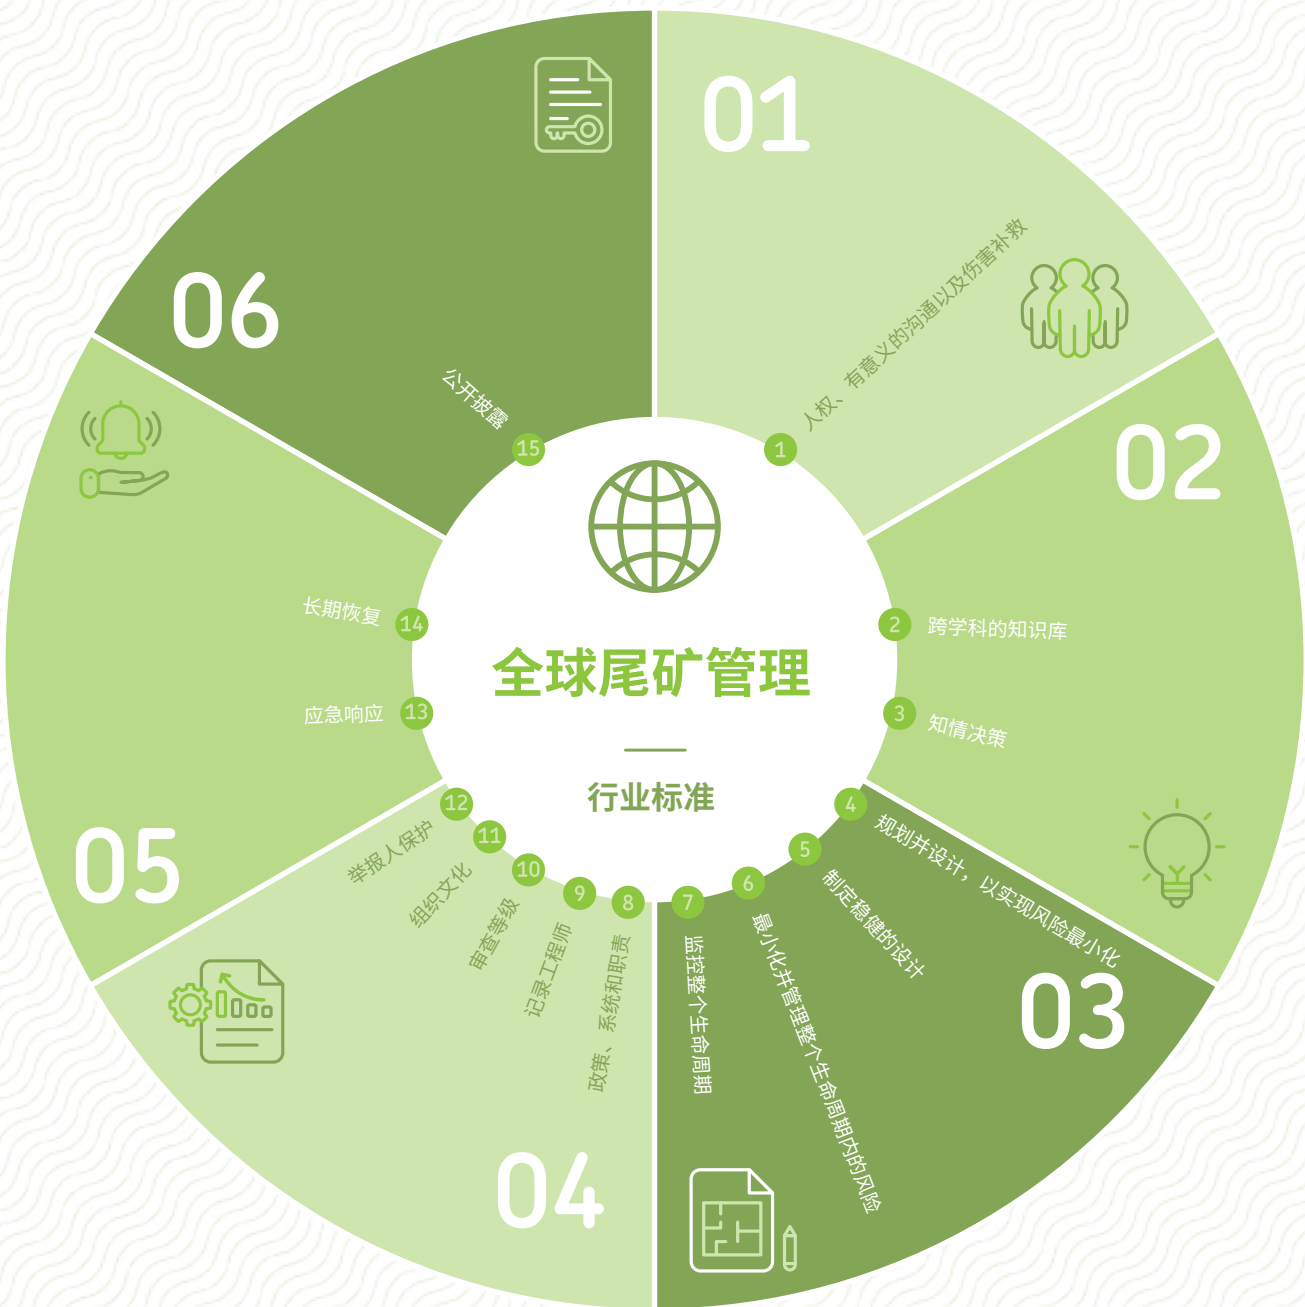 全球尾矿管理
行业标准
01
1 人权、有意义的沟通以及伤害补救
02
2 跨学科的知识库
3 知情决策
03
4 规划并设计，以实现风险最小化
5 制定稳健的设计
6 最小化并管理整个生命周期内的风险
7 监控整个生命周期
04
8 政策、系统和职责
9 记录工程师
10 审查等级
11 组织文化
12 举报人保护
05
13 应急响应
14 长期恢复
06
15 公开披露